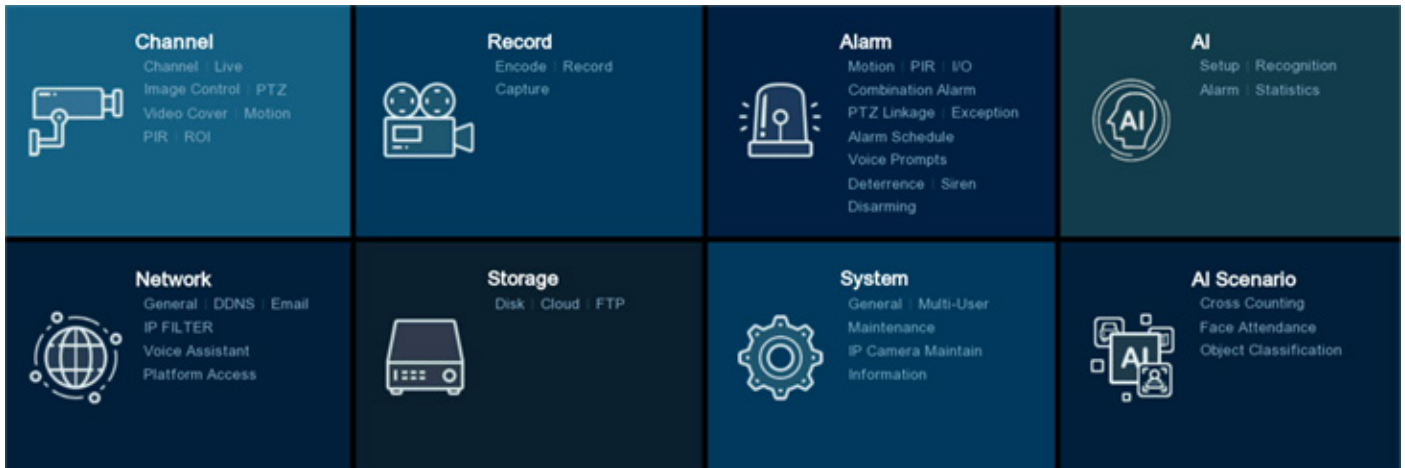 Channel
Channel | Live
Image Control | PTZ
Video Cover | Motion
PIR | ROI
Record
Encode | Record
Capture
Alarm
Motion | PIR | I/O
Combination Alarm
PTZ Linkage | Exception
Alarm Schedule
Voice Prompts
Deterrence | Siren
Disarming
AI
Setup | Recognition
Alarm | Statistics
AI
Network
General | DDNS | Email
IP FILTER
Voice Assistant
Platform Access
Storage
Disk | Cloud | FTP
System
General | Multi-User
Maintenance
IP Camera Maintain
Information
AI Scenario
Cross Counting
Face Attendance
Object Classification
AI